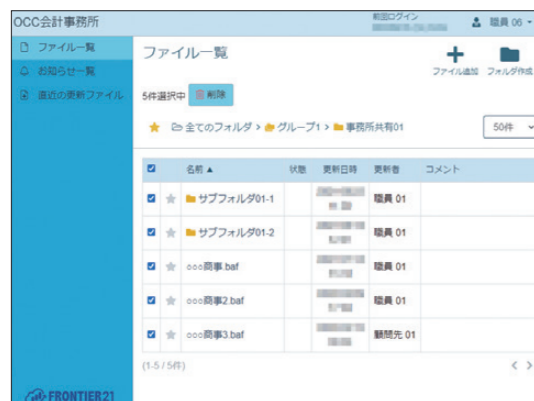 OCC会計事務所
前回ログイン
職員 06
ファイル一覧
お知らせ一覧
直近の更新ファイル
ファイル一覧
ファイル追加 フォルダ作成
5件選択中 削除
全てのフォルダ > グループ1 > 事務所共有01
50件
名前 ▲ 状態 更新日時 更新者 コメント
サブフォルダ01-1 職員 01
サブフォルダ01-2 職員 01
○○○商事.baf 職員 01
○○○商事2.baf 職員 01
○○○商事3.baf 顧問先 01
(1-5 / 5件) < >
FRONTIER21